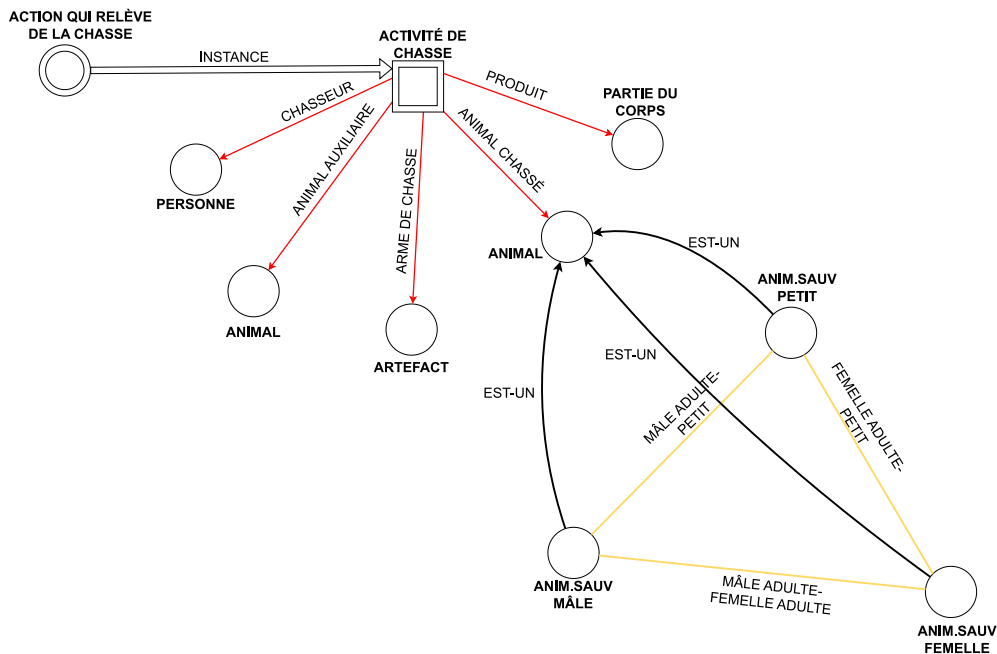 ACTION QUI RELÈVE
DE LA CHASSE
INSTANCE
ACTIVITÉ DE
CHASSE
CHASSEUR
PRODUIT
PARTIE DU
CORPS
ANIMAL AUXILIAIRE
ARME DE CHASSE
ANIMAL CHASSÉ
PERSONNE
ANIMAL
EST-UN
ANIM.SAUV
PETIT
ANIMAL
ARTEFACT
EST-UN
EST-UN
MÂLE ADULTE-
PETIT
FEMELLE ADULTE-
PETIT
ANIM.SAUV
MÂLE
MÂLE ADULTE-
FEMELLE ADULTE
ANIM.SAUV
FEMELLE